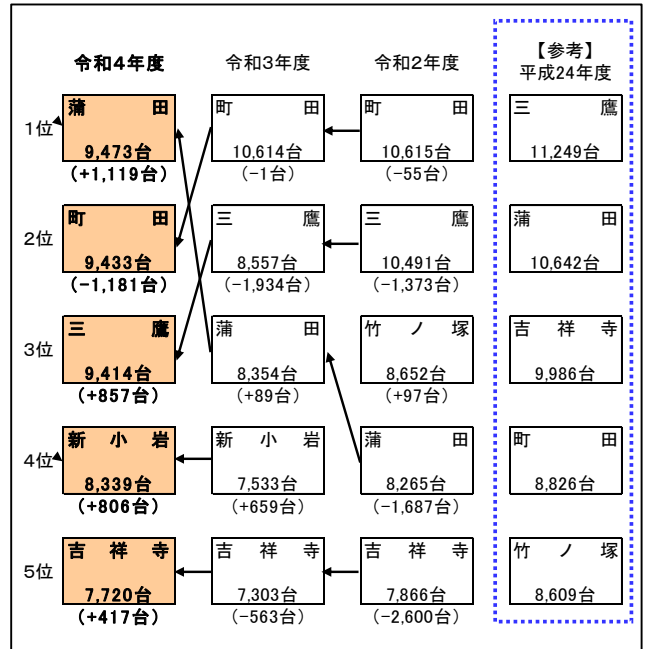 令和4年度 令和3年度 令和2年度 【参考】
平成24年度
1位
蒲田
9,473台
(+1,119台)
町田
10,614台
(-1台)
町田
10,615台
(-55台)
三鷹
11,249台
2位
町田
9,433台
(-1,181台)
三鷹
8,557台
(-1,934台)
三鷹
10,491台
(-1,373台)
蒲田
10,642台
3位
三鷹
9,414台
(+857台)
蒲田
8,354台
(+89台)
竹ノ塚
8,652台
(+97台)
吉祥寺
9,986台
4位
新小岩
8,339台
(+806台)
新小岩
7,533台
(+659台)
蒲田
8,265台
(-1,687台)
町田
8,826台
5位
吉祥寺
7,720台
(+417台)
吉祥寺
7,303台
(-563台)
吉祥寺
7,866台
(-2,600台)
竹ノ塚
8,609台